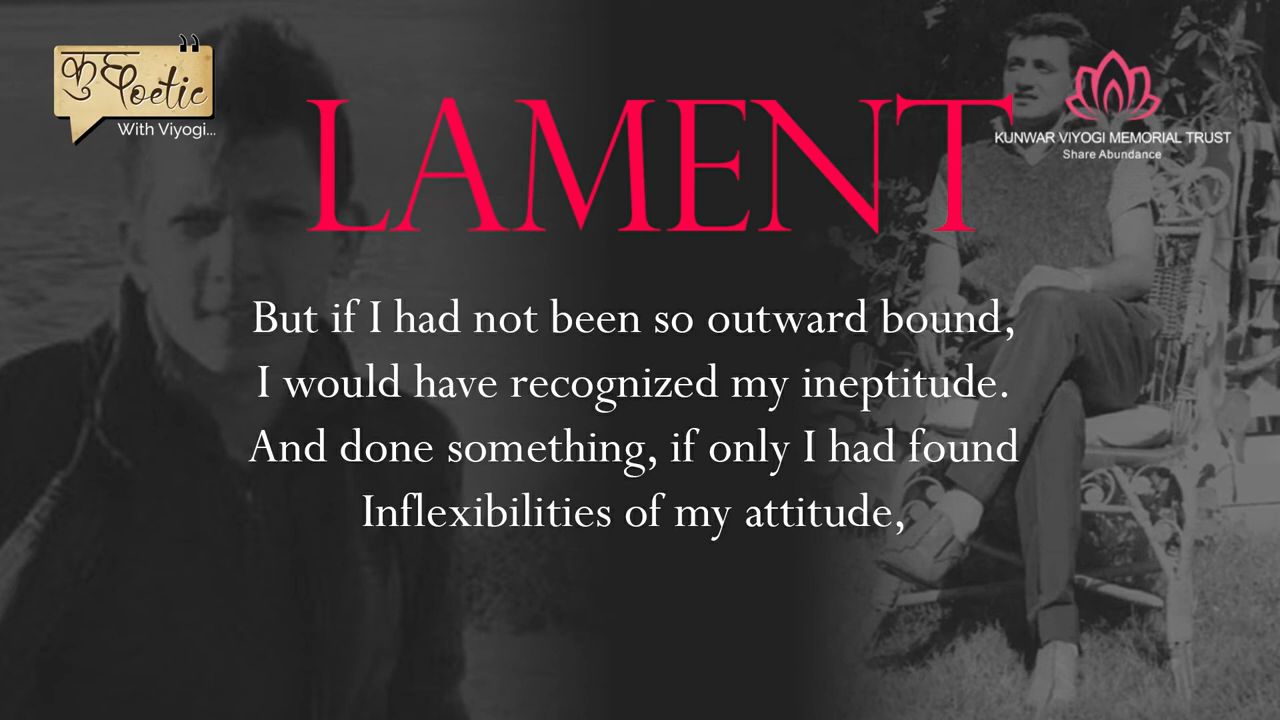 कुछ Poetic
With Viyogi...
LAMENT
KUNWAR VIYOGI MEMORIAL TRUST
Share Abundance
But if I had not been so outward bound,
I would have recognized my ineptitude.
And done something, if only I had found
Inflexibilities of my attitude,